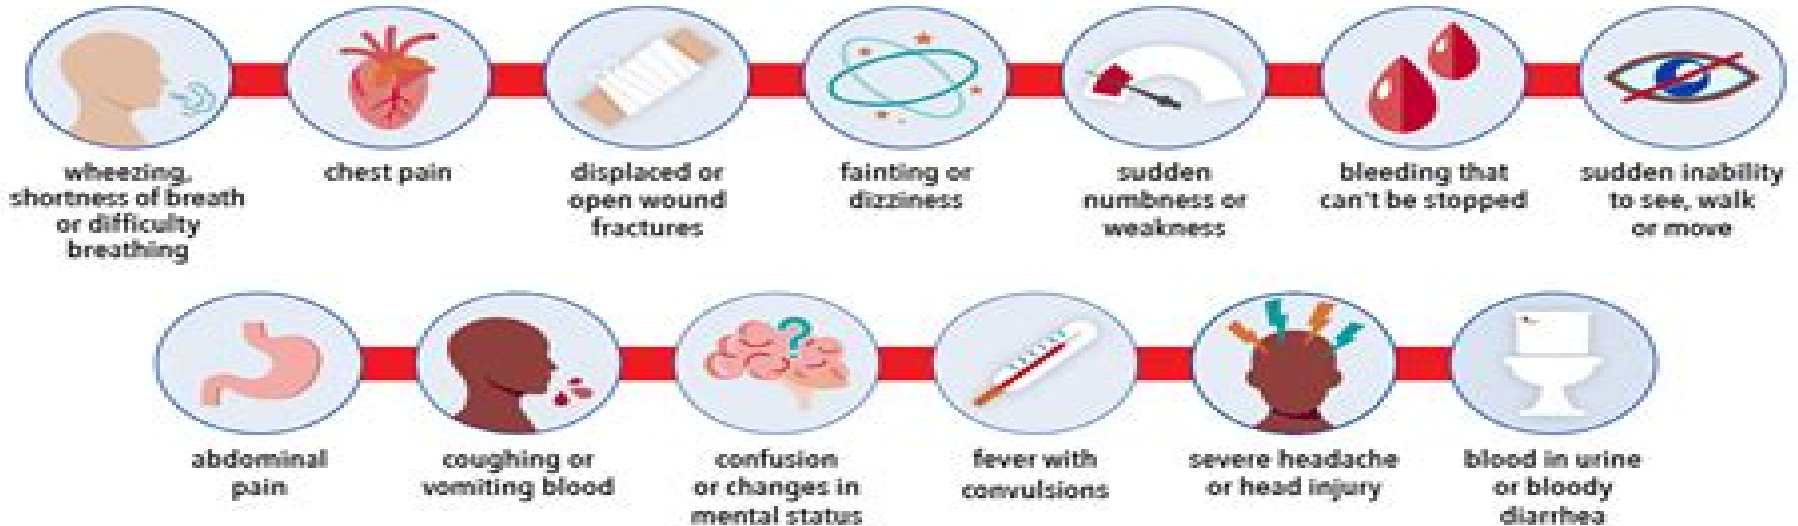 wheezing,
shortness of breath
or difficulty
breathing
chest pain
displaced or
open wound
fractures
fainting or
dizziness
sudden
numbness or
weakness
bleeding that
can't be stopped
sudden inability
to see, walk
or move
abdominal
pain
coughing or
vomiting blood
confusion
or changes in
mental status
fever with
convulsions
severe headache
or head injury
blood in urine
or bloody
diarrhea